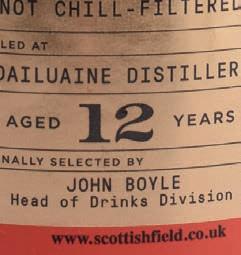 NOT CHILL-FILTERED
LED AT
DAILUAINE DISTILLER
AGED 12 YEARS
NALLY SELECTED BY
JOHN BOYLE
Head of Drinks Division
www.scottishfield.co.uk